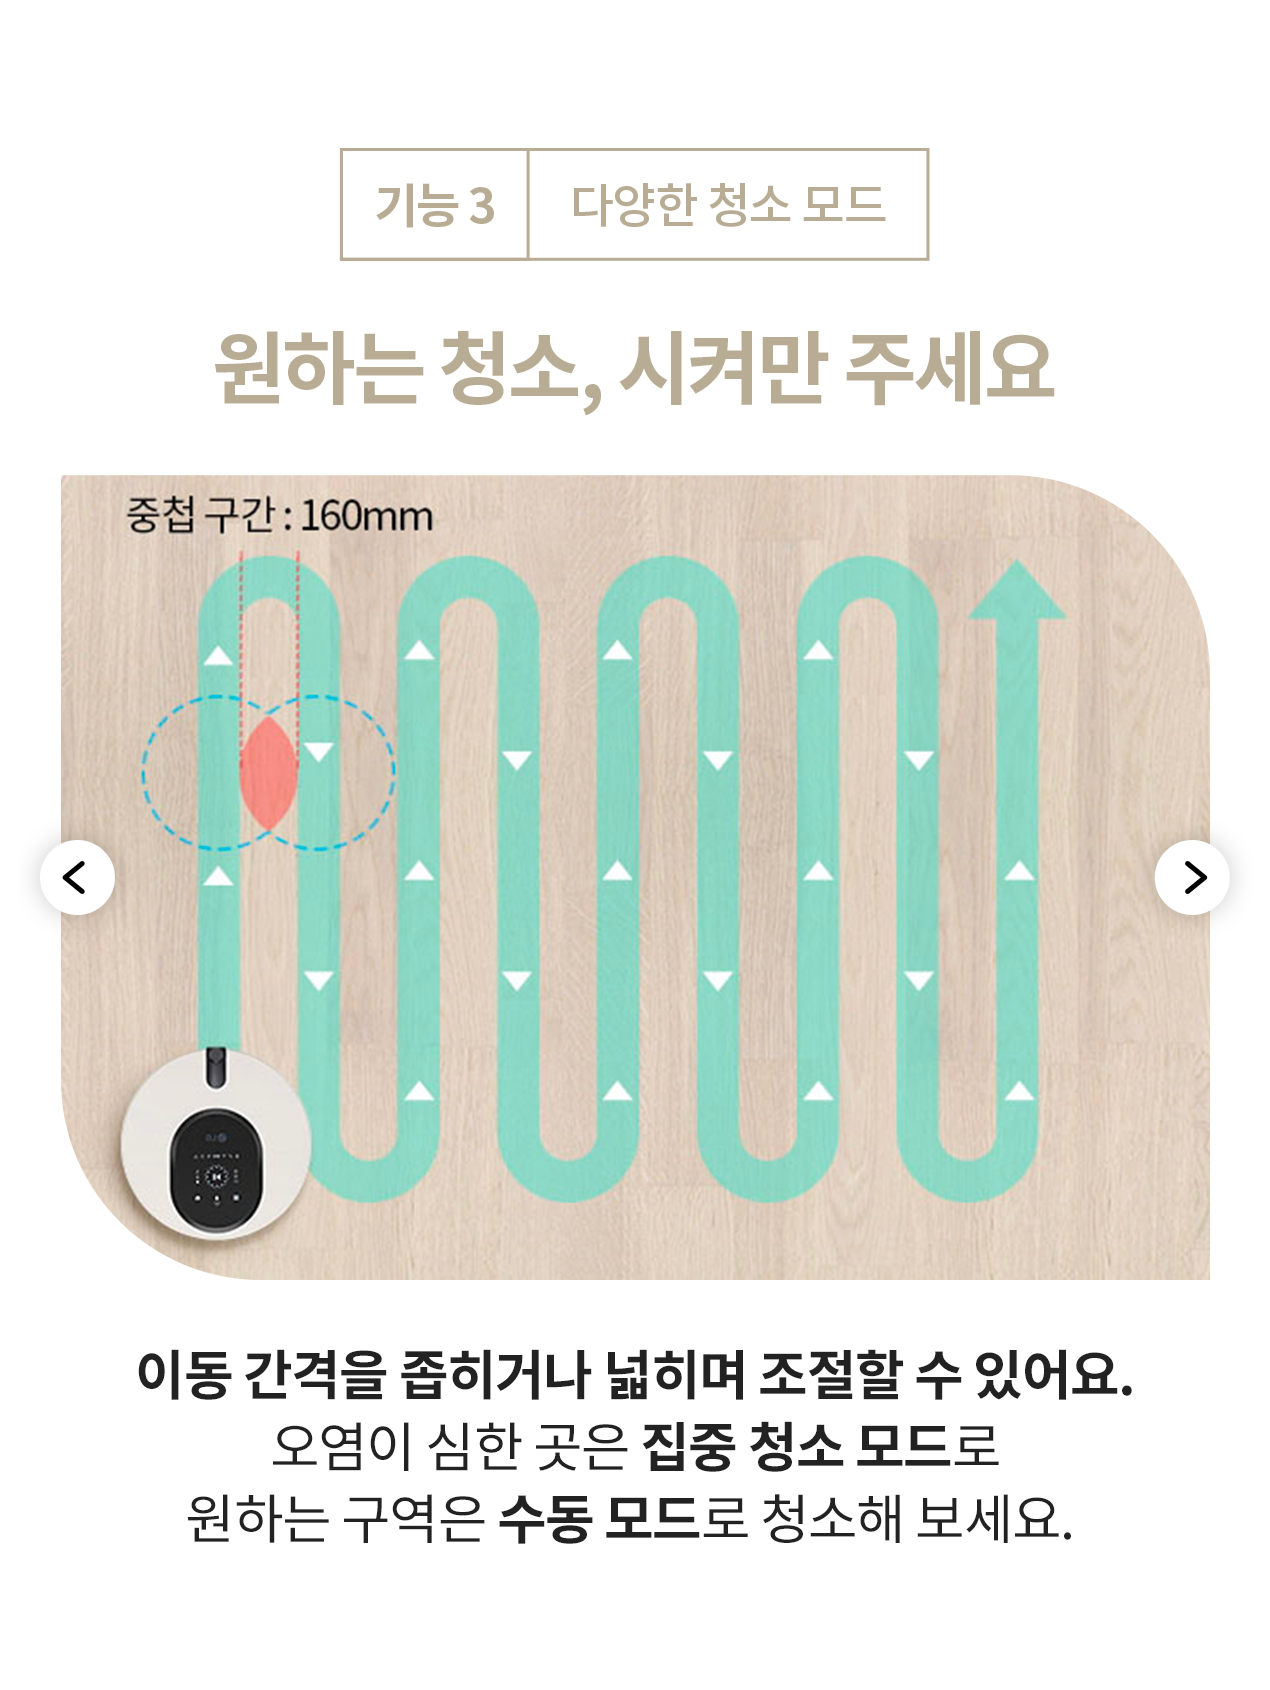 기능 3
다양한 청소 모드
원하는 청소, 시켜만 주세요
중첩 구간 : 160mm
이동 간격을 좁히거나 넓히며 조절할 수 있어요.
오염이 심한 곳은 집중 청소 모드로
원하는 구역은 수동 모드로 청소해 보세요.